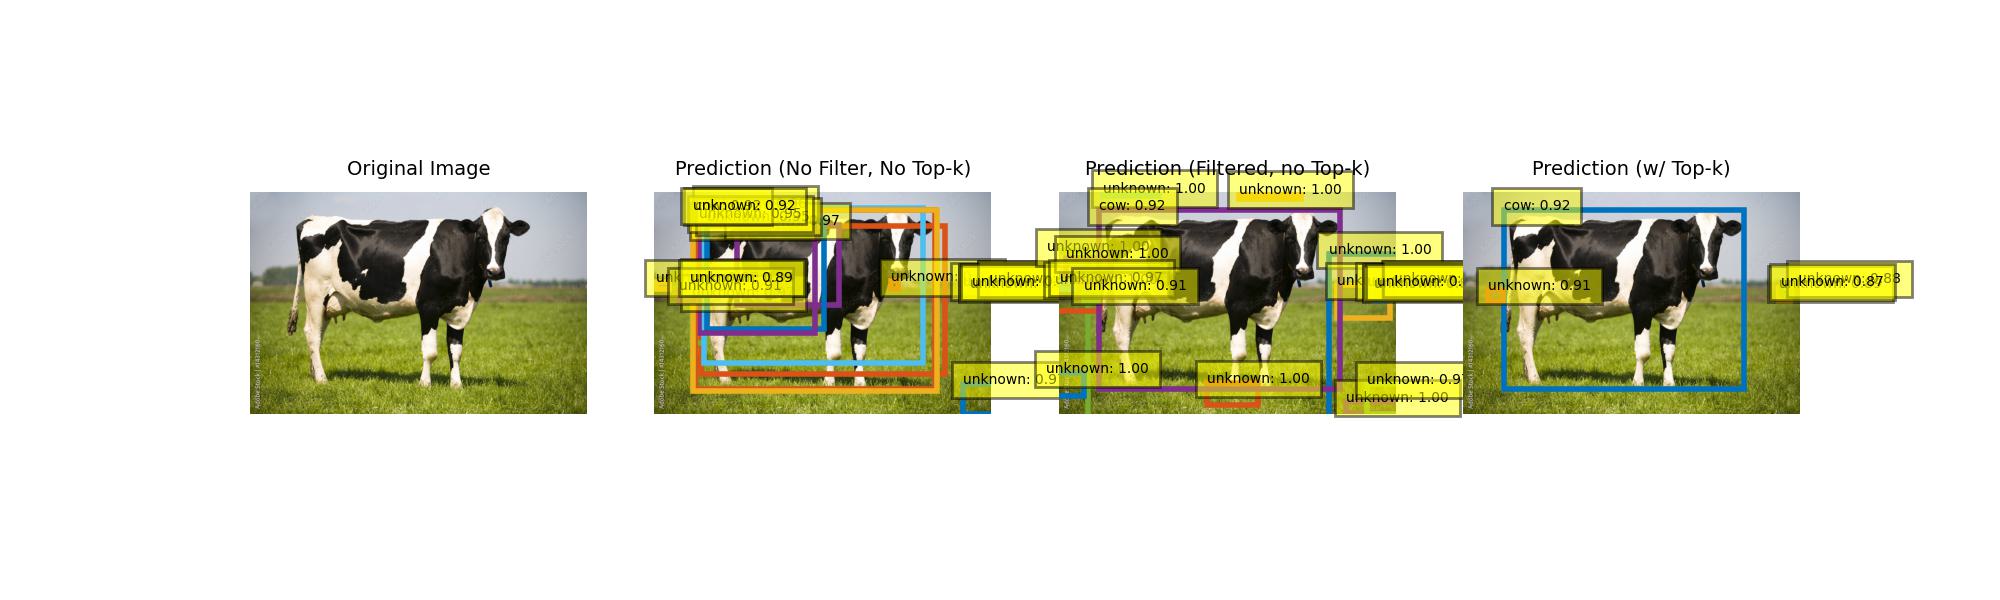 Original Image
Prediction (No Filter, No Top-k)
Prediction (Filtered, no Top-k)
Prediction (w/ Top-k)
unknown: 0.92
0.95
.97
unknown: 0.89
unknown: 0.91
unknown:
unknown: 0.
unknown: 0.9
unknown: 1.00
unknown: 1.00
cow: 0.92
unknown: 1.00
unknown: 1.00
unknown: 0.97
unknown: 0.91
unknown: 1.00
unknown: 0.
unknown: 1.00
unknown: 1.00
unknown: 0.9
unknown: 1.00
cow: 0.92
unknown: 0.91
unknown: 0.88
unknown: 0.87